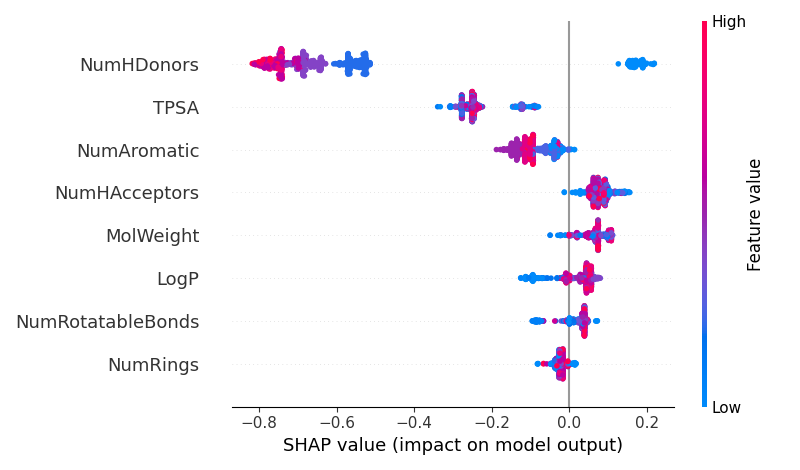 High
NumHDonors
TPSA
NumAromatic
NumHAcceptors
MolWeight
LogP
NumRotatableBonds
NumRings
Feature value
Low
−0.8 −0.6 −0.4 −0.2 0.0 0.2
SHAP value (impact on model output)